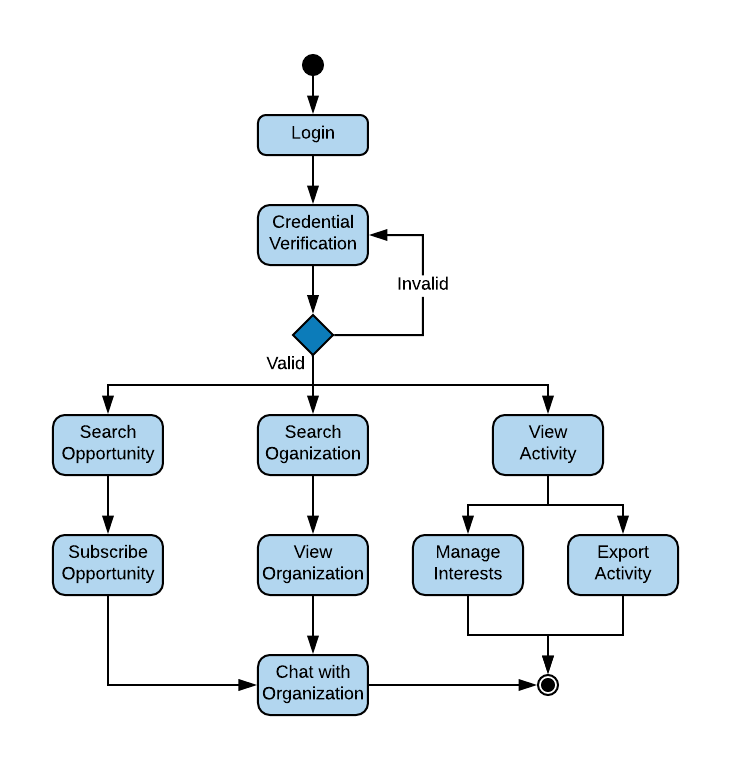 Login
Credential
Verification
Invalid
Valid
Search
Opportunity
Search
Oganization
View
Activity
Subscribe
Opportunity
View
Organization
Manage
Interests
Export
Activity
Chat with
Organization